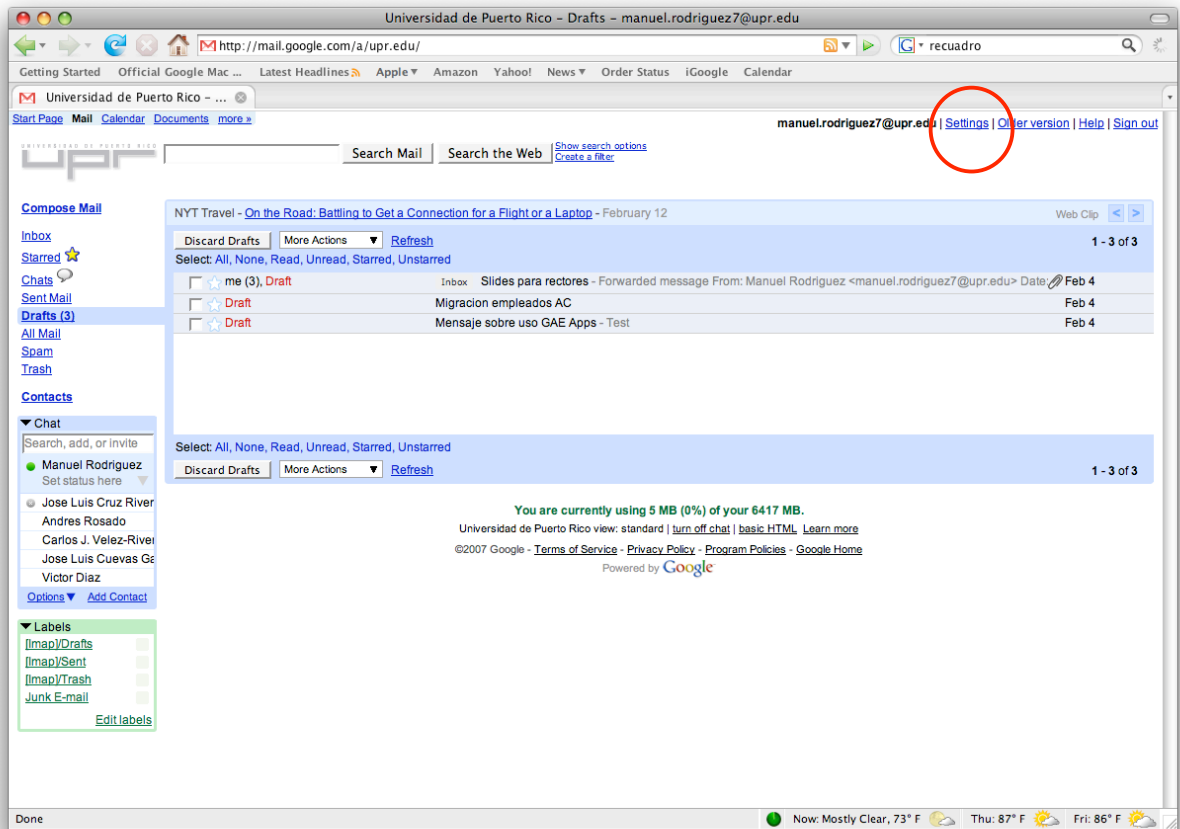 Universidad de Puerto Rico – Drafts – manuel.rodriguez7@upr.edu
http://mail.google.com/a/upr.edu/ G recuadro
Getting Started Official Google Mac ... Latest Headlines Apple Amazon Yahoo! News Order Status iGoogle Calendar
Universidad de Puerto Rico – ...
Start Page Mail Calendar Documents more »
manuel.rodriguez7@upr.edu | Settings | Older version | Help | Sign out
UNIVERSIDAD DE PUERTO RICO
upr
Search Mail Search the Web Show search options
Create a filter
Compose Mail
Inbox
Starred
Chats
Sent Mail
Drafts (3)
All Mail
Spam
Trash
Contacts
NYT Travel - On the Road: Battling to Get a Connection for a Flight or a Laptop - February 12 Web Clip < >
Discard Drafts More Actions Refresh 1 - 3 of 3
Select: All, None, Read, Unread, Starred, Unstarred
me (3), Draft Inbox Slides para rectores - Forwarded message From: Manuel Rodriguez <manuel.rodriguez7@upr.edu> Date: Feb 4
Draft Migracion empleados AC Feb 4
Draft Mensaje sobre uso GAE Apps - Test Feb 4
Select: All, None, Read, Unread, Starred, Unstarred
Discard Drafts More Actions Refresh 1 - 3 of 3
Chat
Search, add, or invite
Manuel Rodriguez
Set status here
Jose Luis Cruz River
Andres Rosado
Carlos J. Velez-River
Jose Luis Cuevas Ga
Victor Diaz
Options Add Contact
Labels
[Imap]/Drafts
[Imap]/Sent
[Imap]/Trash
Junk E-mail
Edit labels
You are currently using 5 MB (0%) of your 6417 MB.
Universidad de Puerto Rico view: standard | turn off chat | basic HTML Learn more
©2007 Google - Terms of Service - Privacy Policy - Program Policies - Google Home
Powered by Google
Done Now: Mostly Clear, 73° F Thu: 87° F Fri: 86° F